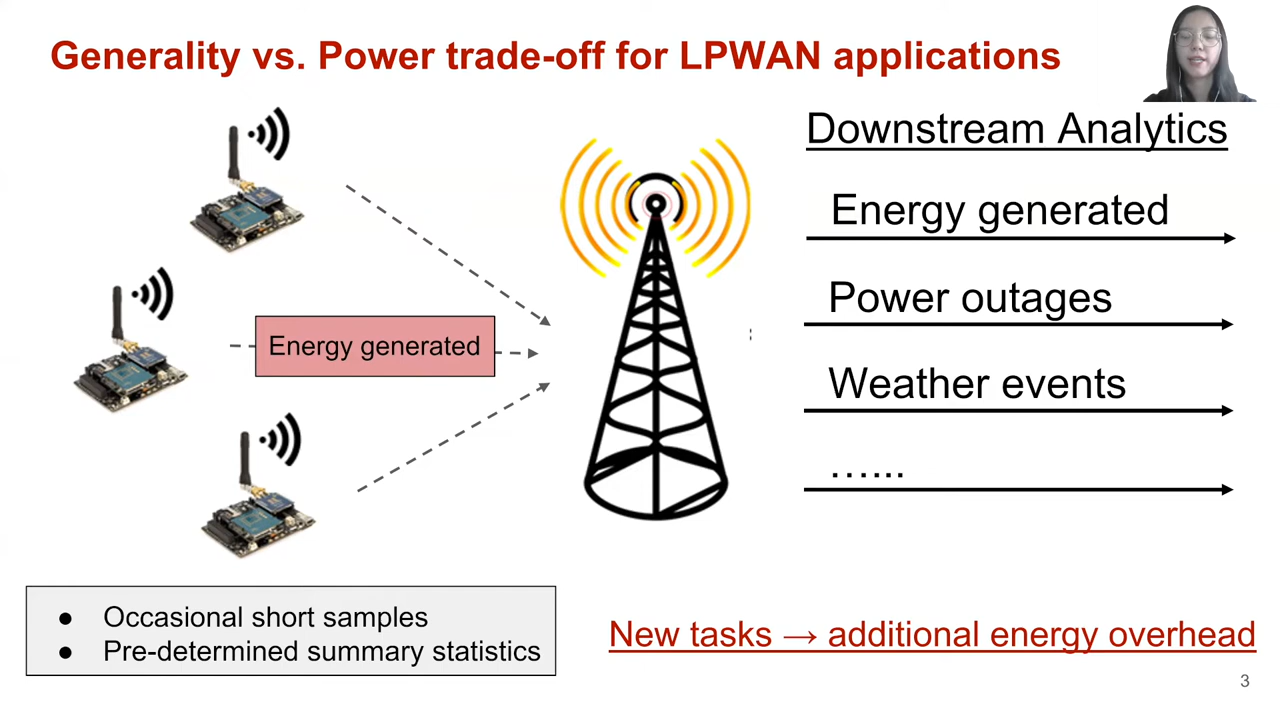 Generality vs. Power trade-off for LPWAN applications
Downstream Analytics
Energy generated
Power outages
Energy generated
Weather events
…...
● Occasional short samples
● Pre-determined summary statistics
New tasks → additional energy overhead
3